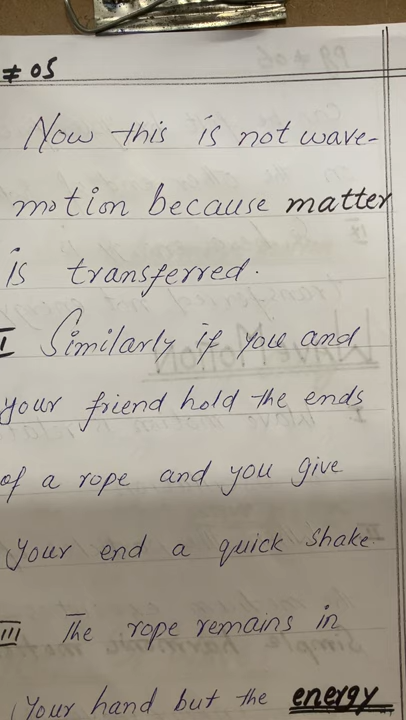 # 05
Now this is not wave-
motion because matter
is transferred.
I Similarly if you and
your friend hold the ends
of a rope and you give
your end a quick shake
III The rope remains in
your hand but the energy